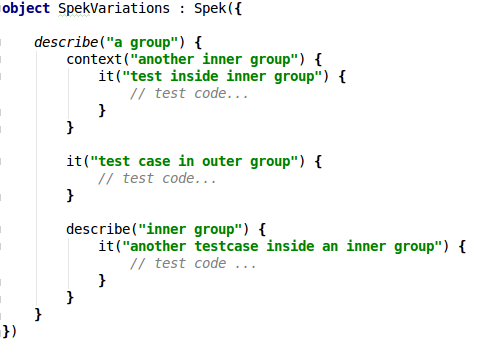 object SpekVariations : Spek({
describe("a group") {
context("another inner group") {
it("test inside inner group") {
// test code...
}
}
it("test case in outer group") {
// test code...
}
describe("inner group") {
it("another testcase inside an inner group") {
// test code ...
}
}
}
})